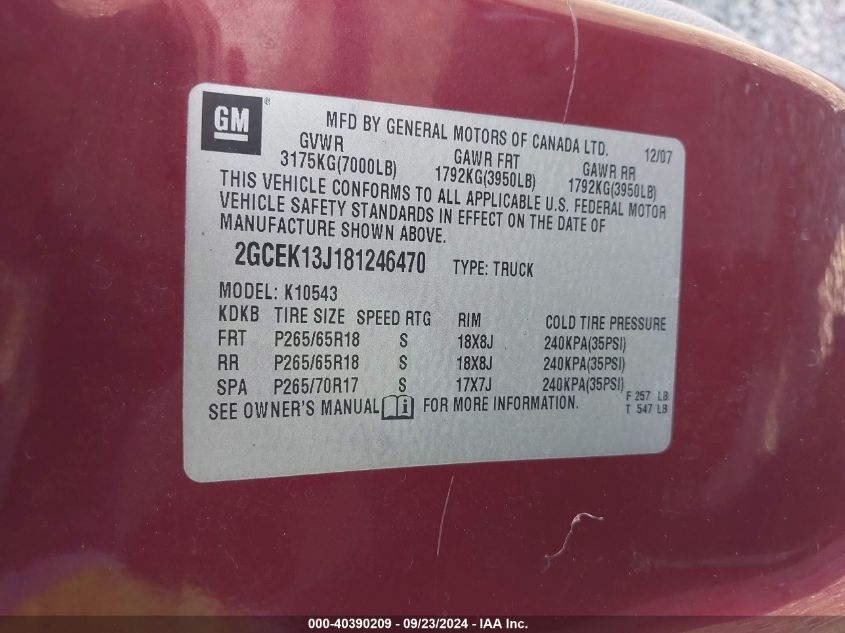 GM ®
MFD BY GENERAL MOTORS OF CANADA LTD. 12/07
GVWR GAWR FRT GAWR RR
3175KG(7000LB) 1792KG(3950LB) 1792KG(3950LB)
THIS VEHICLE CONFORMS TO ALL APPLICABLE U.S. FEDERAL MOTOR
VEHICLE SAFETY STANDARDS IN EFFECT ON THE DATE OF
MANUFACTURE SHOWN ABOVE.
2GCEK13J181246470 TYPE: TRUCK
MODEL: K10543
KDKB TIRE SIZE SPEED RTG RIM COLD TIRE PRESSURE
FRT P265/65R18 S 18X8J 240KPA(35PSI)
RR P265/65R18 S 18X8J 240KPA(35PSI)
SPA P265/70R17 S 17X7J 240KPA(35PSI)
SEE OWNER'S MANUAL i FOR MORE INFORMATION.
F 257 LB
T 547 LB
000-40390209 - 09/23/2024 - IAA Inc.